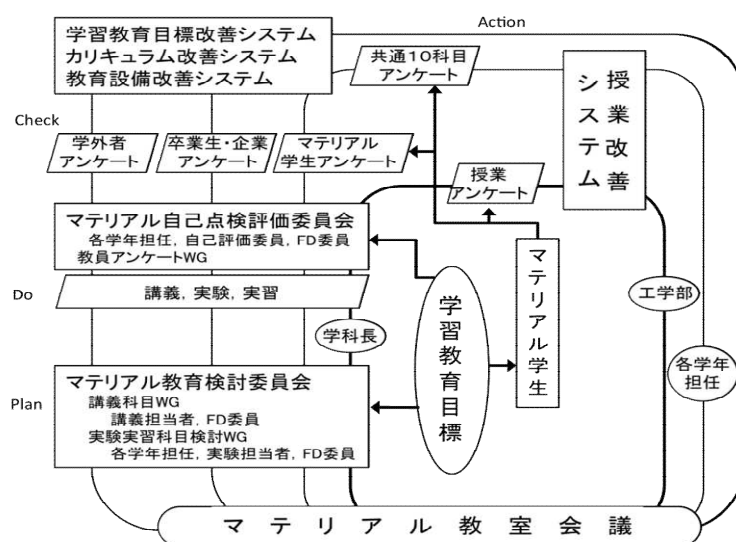 Action
学習教育目標改善システム
カリキュラム改善システム
教育設備改善システム
共通10科目
アンケート
授業改善
システム
Check
学外者
アンケート
卒業生・企業
アンケート
マテリアル
学生アンケート
授業
アンケート
マテリアル自己点検評価委員会
各学年担任, 自己評価委員, FD委員
教員アンケートWG
マテリアル学生
Do
講義, 実験, 実習
学習教育目標
工学部
学科長
各学年
担任
Plan
マテリアル教育検討委員会
講義科目WG
講義担当者, FD委員
実験実習科目検討WG
各学年担任, 実験担当者, FD委員
マテリアル教室会議